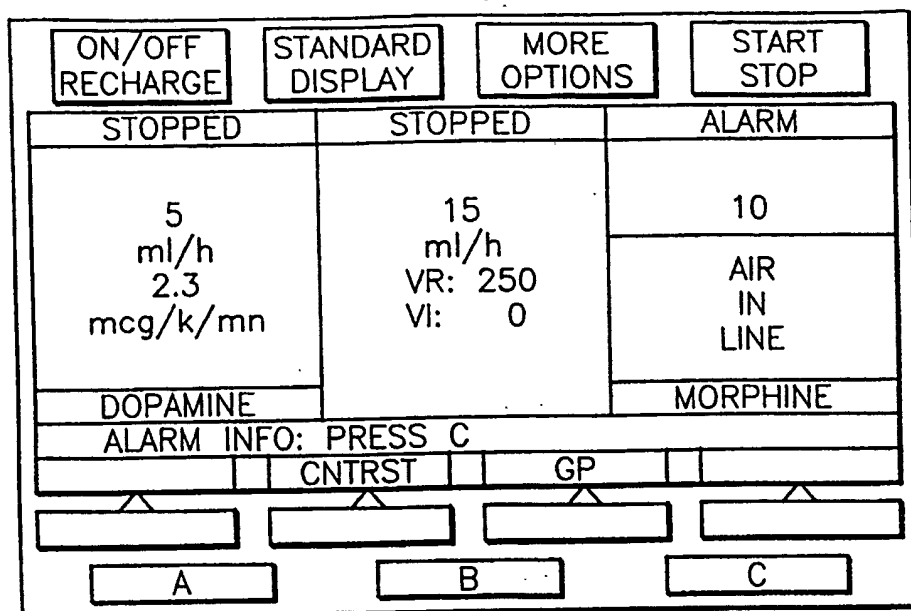 ON/OFF RECHARGE
STANDARD DISPLAY
MORE OPTIONS
START STOP
STOPPED
STOPPED
ALARM
5
ml/h
2.3
mcg/k/mn
DOPAMINE
15
ml/h
VR: 250
VI: 0
10
AIR
IN
LINE
MORPHINE
ALARM INFO: PRESS C
CNTRST
GP
A
B
C